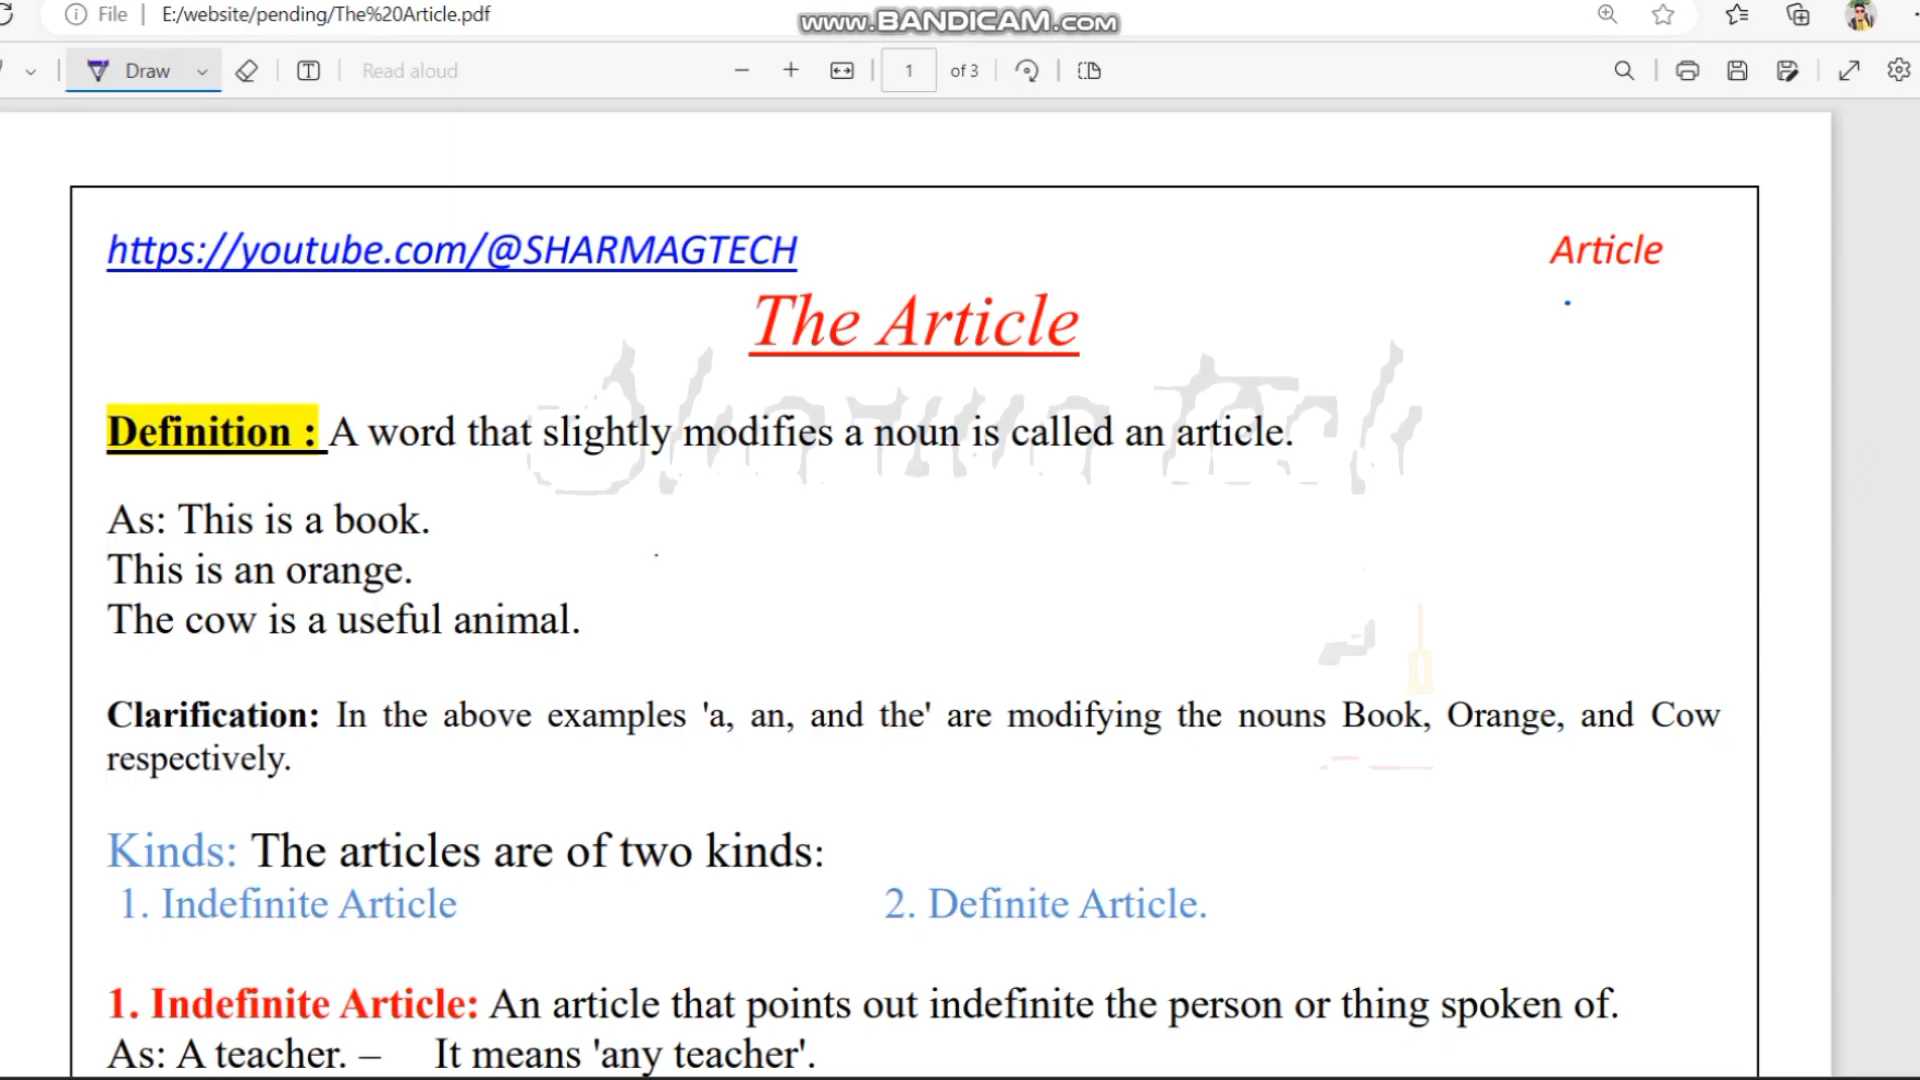 File E:/website/pending/The%20Article.pdf
www.BANDICAM.com
Draw Read aloud 1 of 3
https://youtube.com/@SHARMAGTECH Article
The Article
Sharma Tech
Definition : A word that slightly modifies a noun is called an article.
As: This is a book.
This is an orange.
The cow is a useful animal.
Clarification: In the above examples 'a, an, and the' are modifying the nouns Book, Orange, and Cow
respectively.
Kinds: The articles are of two kinds:
1. Indefinite Article 2. Definite Article.
1. Indefinite Article: An article that points out indefinite the person or thing spoken of.
As: A teacher. – It means 'any teacher'.